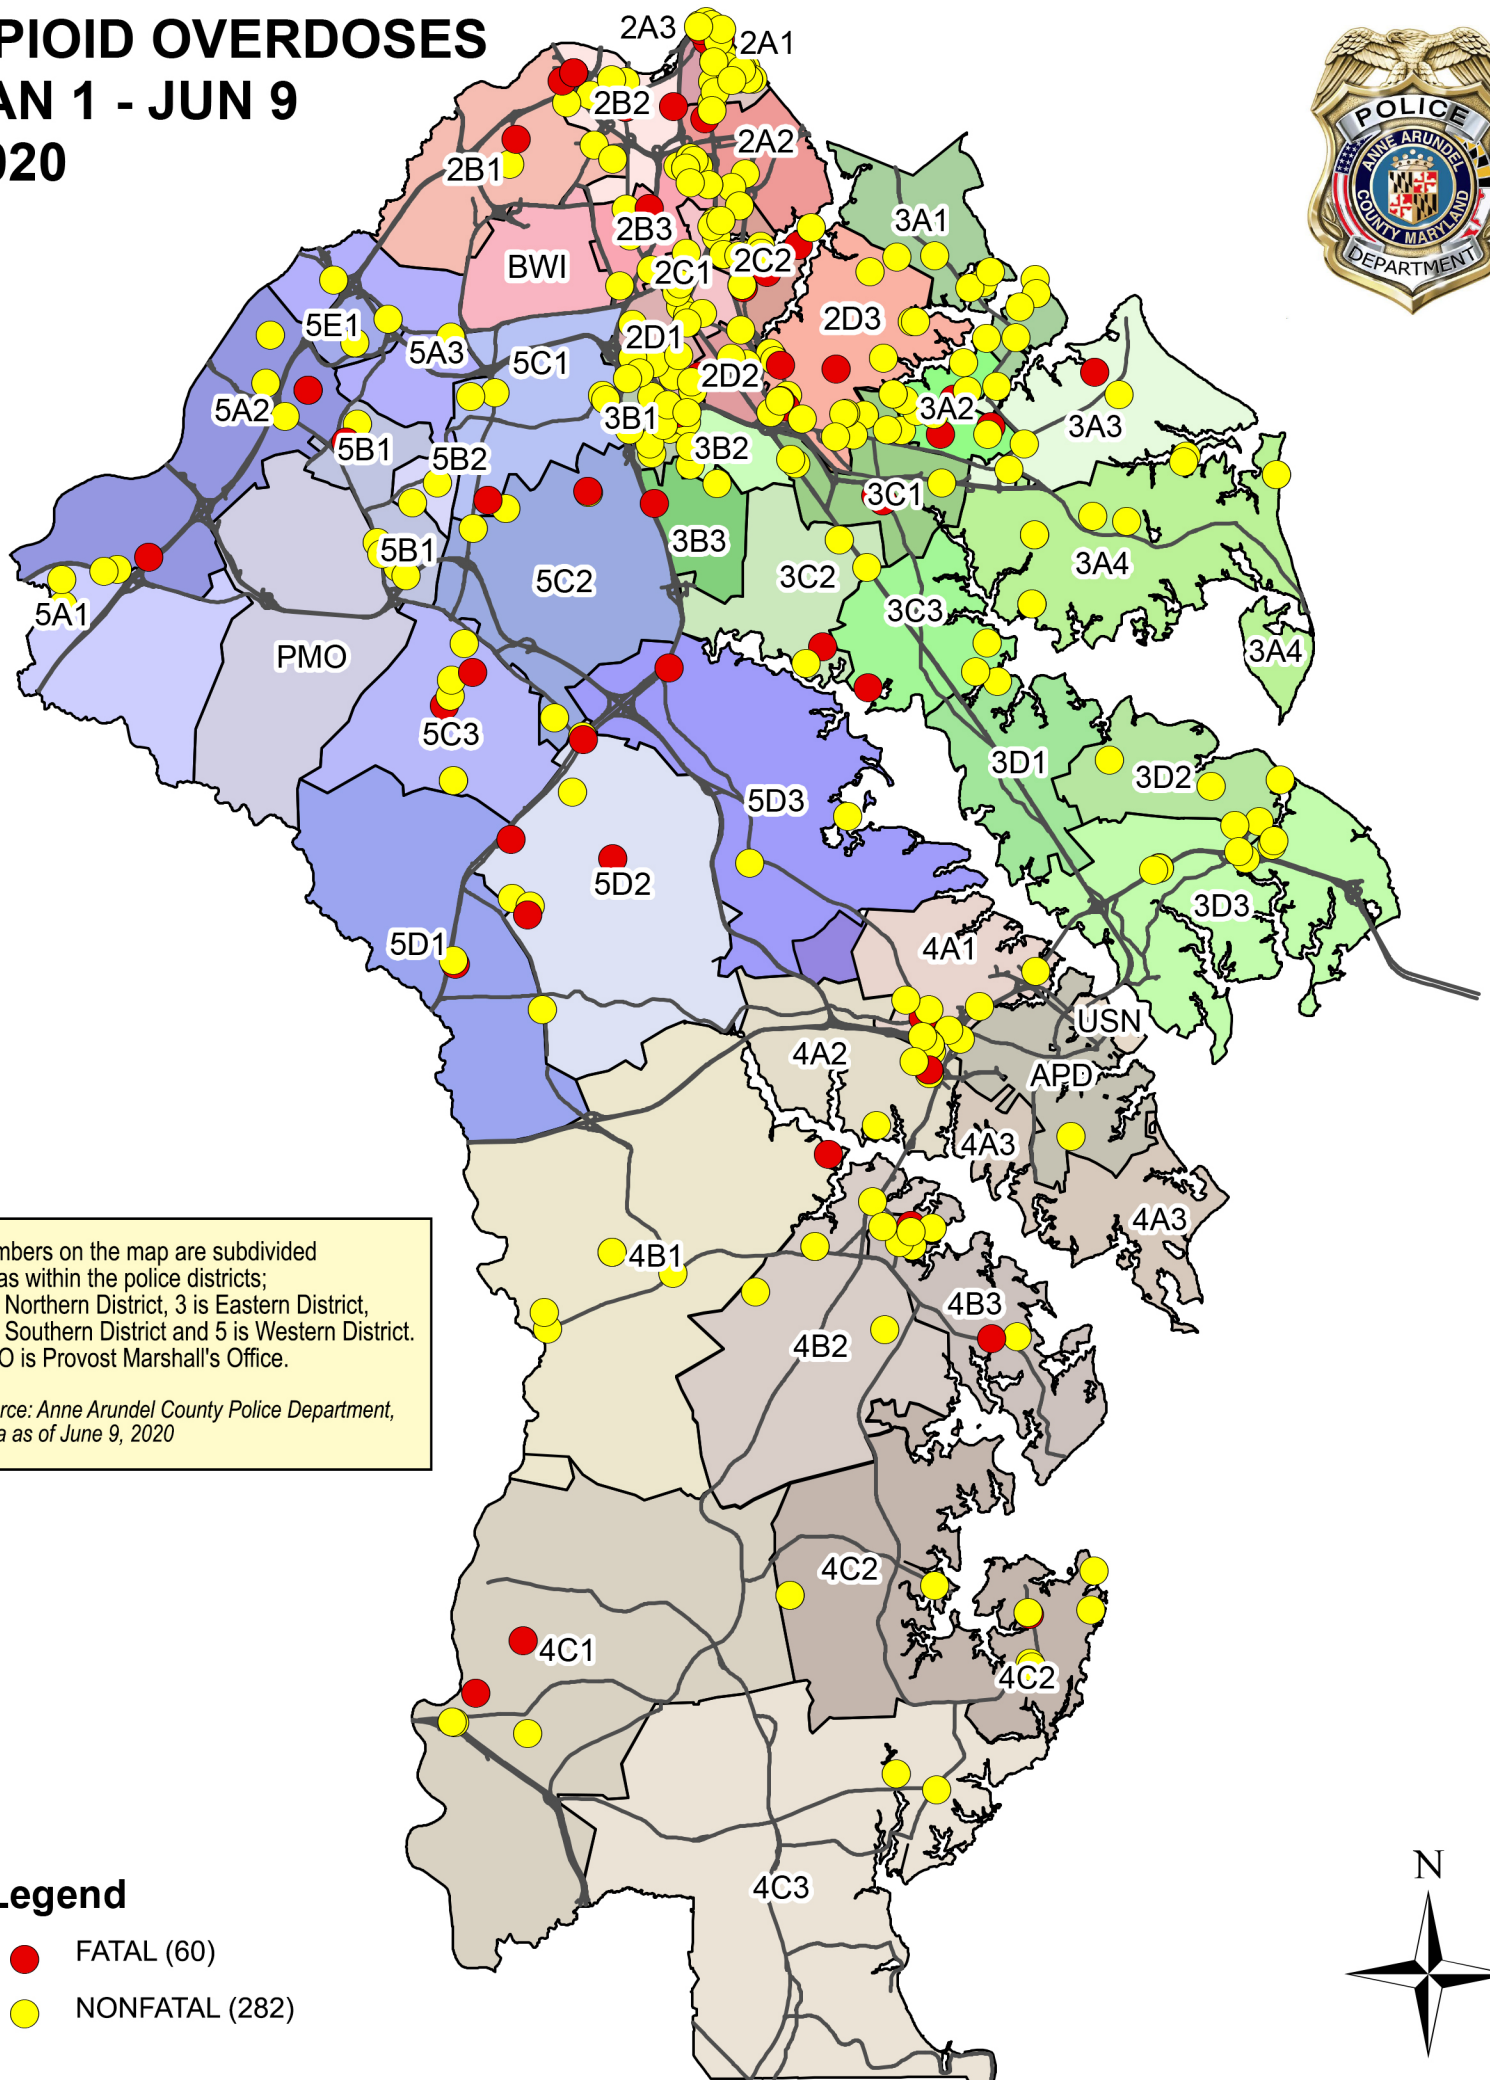 PIOID OVERDOSES
AN 1 - JUN 9
020
POLICE
ANNE ARUNDEL
COUNTY MARYLAND
DEPARTMENT
2A3
2A1
2B2
2A2
2B1
3A1
2B3
BWI
2C1
2C2
5E1
2D3
5A3
2D1
5C1
2D2
5A2
3B1
3A2
3A3
5B1
3B2
5B2
3C1
3B3
5B1
3A4
5C2
3C2
5A1
3C3
PMO
3A4
5C3
3D1
3D2
5D3
5D2
3D3
5D1
4A1
USN
4A2
APD
4A3
4A3
4B1
4B3
4B2
mbers on the map are subdivided
as within the police districts;
Northern District, 3 is Eastern District,
Southern District and 5 is Western District.
O is Provost Marshall's Office.
rce: Anne Arundel County Police Department,
a as of June 9, 2020
4C2
4C1
4C2
4C3
Legend
FATAL (60)
NONFATAL (282)
N